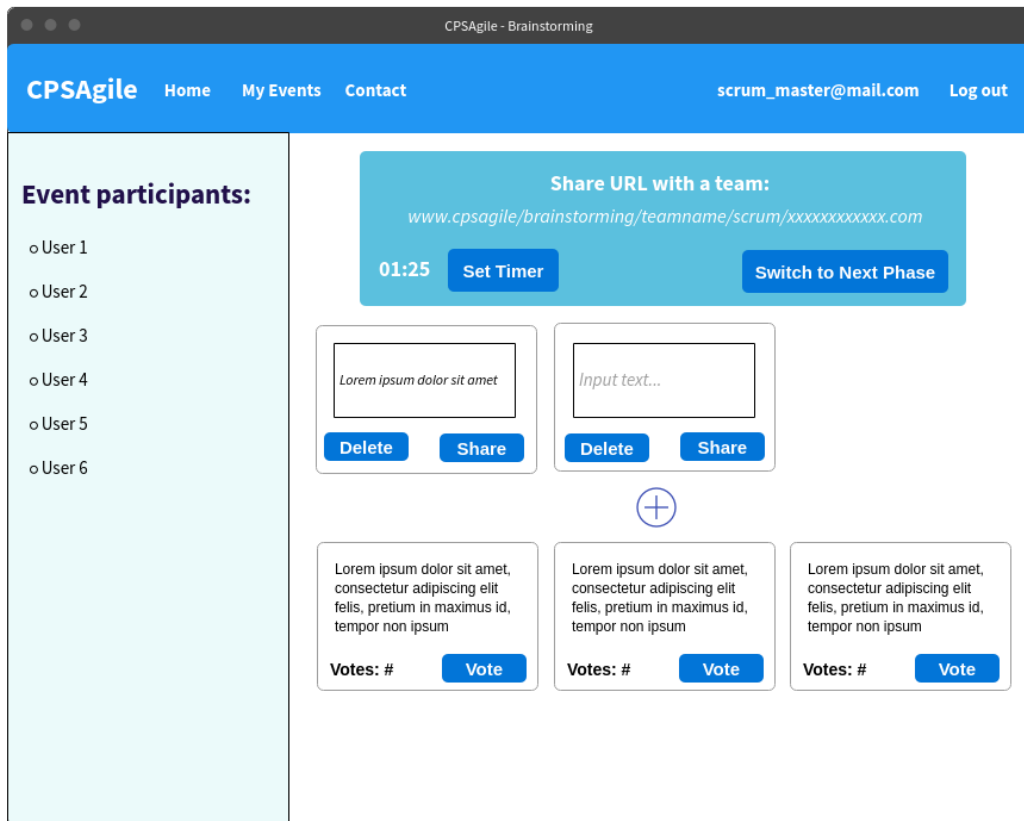 CPSAgile - Brainstorming
CPSAgile Home My Events Contact scrum_master@mail.com Log out
Event participants:
User 1
User 2
User 3
User 4
User 5
User 6
Share URL with a team:
www.cpsagile/brainstorming/teamname/scrum/xxxxxxxxxxxx.com
01:25 Set Timer Switch to Next Phase
Lorem ipsum dolor sit amet
Delete Share
Input text...
Delete Share
Lorem ipsum dolor sit amet,
consectetur adipiscing elit
felis, pretium in maximus id,
tempor non ipsum
Votes: # Vote
Lorem ipsum dolor sit amet,
consectetur adipiscing elit
felis, pretium in maximus id,
tempor non ipsum
Votes: # Vote
Lorem ipsum dolor sit amet,
consectetur adipiscing elit
felis, pretium in maximus id,
tempor non ipsum
Votes: # Vote